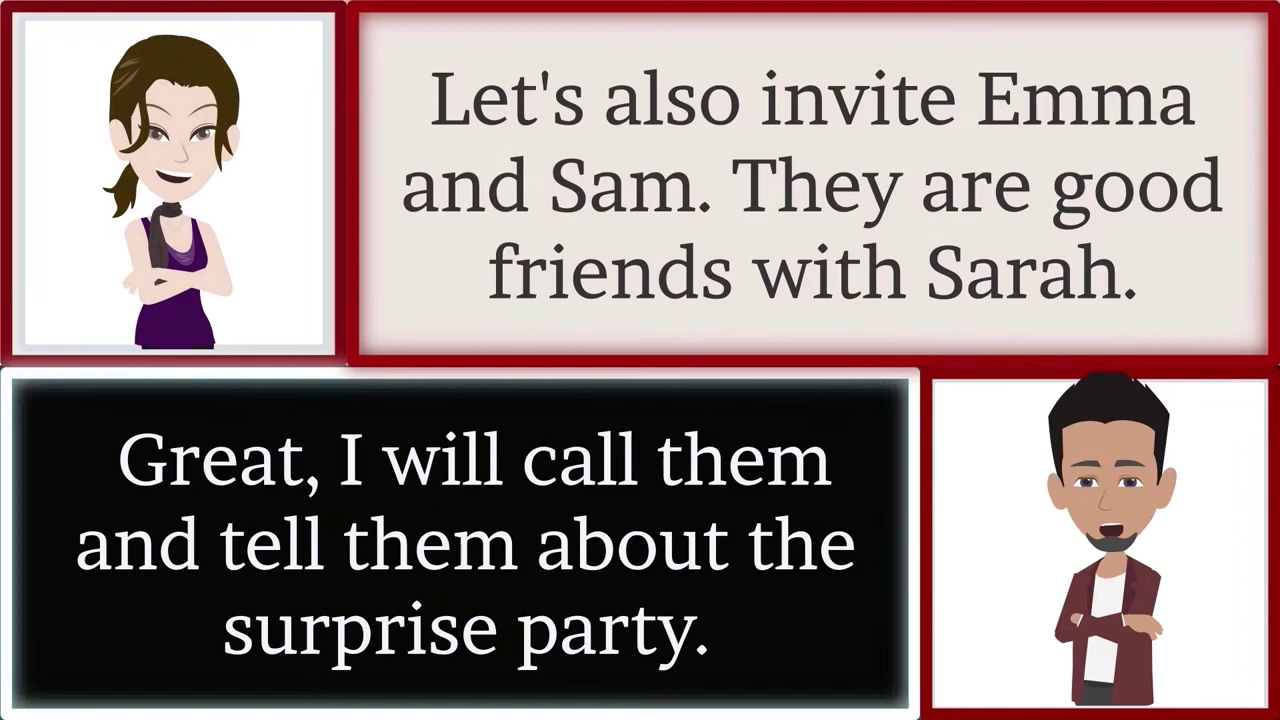 Let's also invite Emma
and Sam. They are good
friends with Sarah.
Great, I will call them
and tell them about the
surprise party.